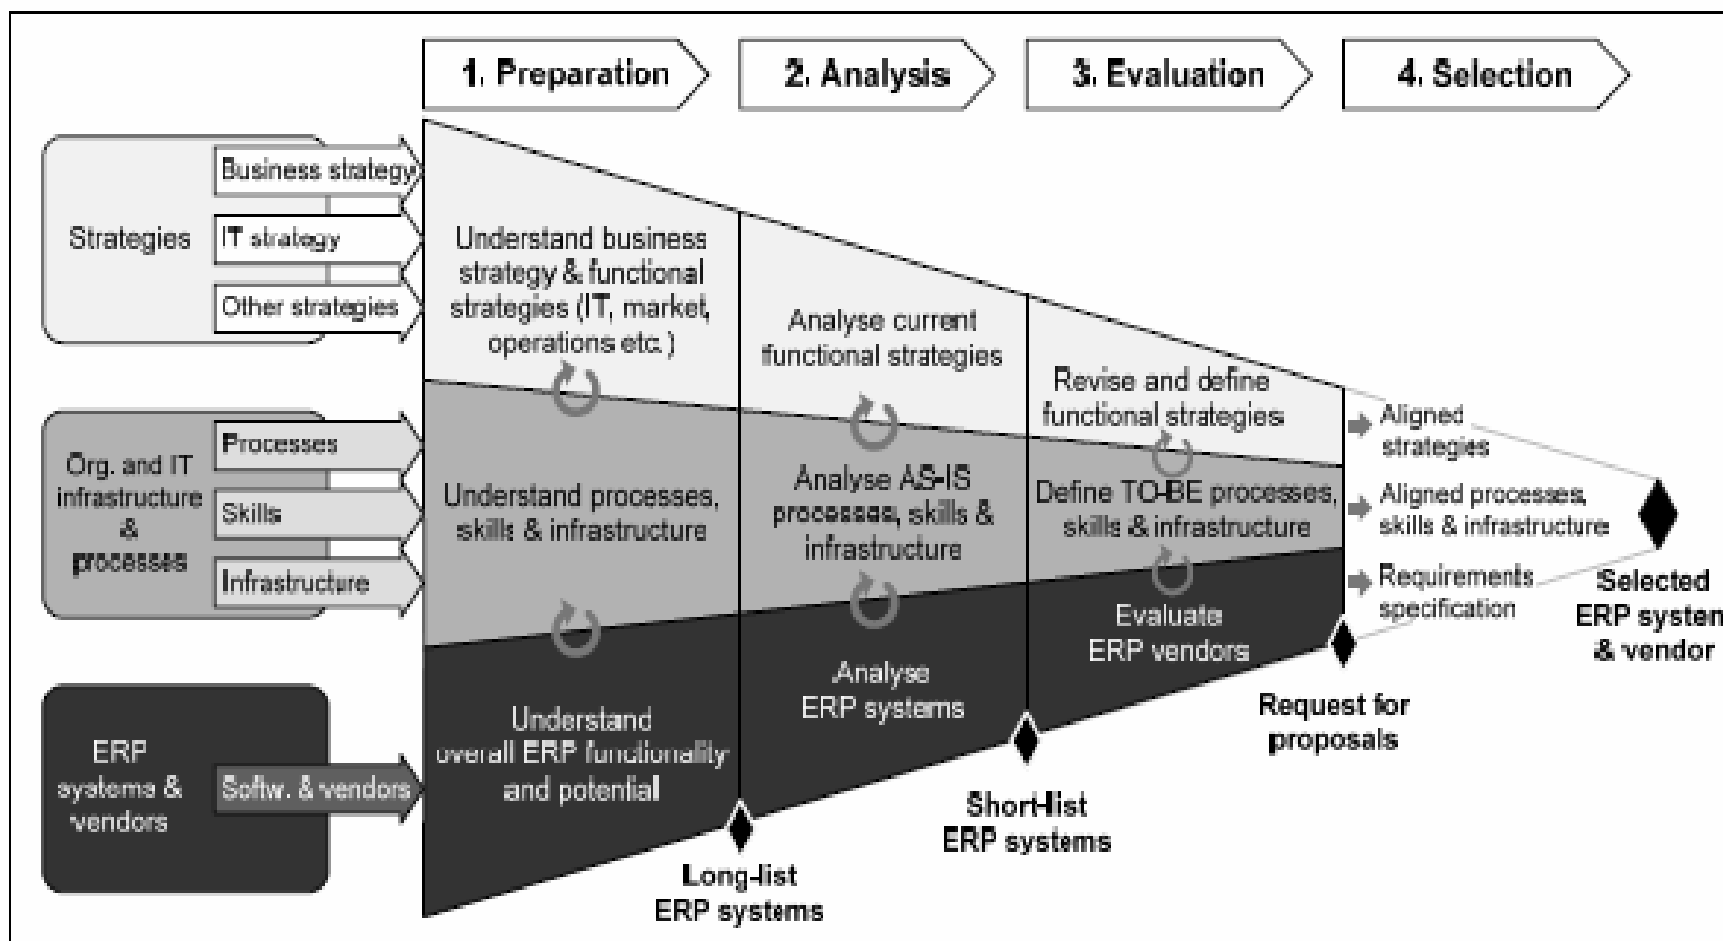 1. Preparation
2. Analysis
3. Evaluation
4. Selection
Strategies
Business strategy
IT strategy
Other strategies
Understand business
strategy & functional
strategies (IT, market,
operations etc.)
Analyse current
functional strategies
Revise and define
functional strategies
Aligned
strategies
Org. and IT
infrastructure
&
processes
Processes
Skills
Infrastructure
Understand processes,
skills & infrastructure
Analyse AS-IS
processes, skills &
infrastructure
Define TO-BE processes,
skills & infrastructure
Aligned processes,
skills & infrastructure
ERP
systems &
vendors
Softw. & vendors
Understand
overall ERP functionality
and potential
Analyse
ERP systems
Evaluate
ERP vendors
Requirements
specification
Long-list
ERP systems
Short-list
ERP systems
Request for
proposals
Selected
ERP system
& vendor